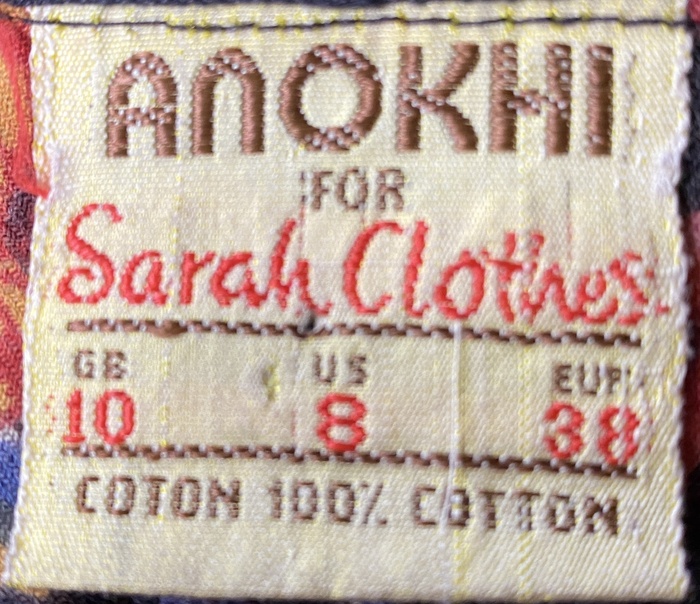 ANOKHI
FOR
Sarah Clothes
GB US EUR
10 8 38
COTON 100% COTTON